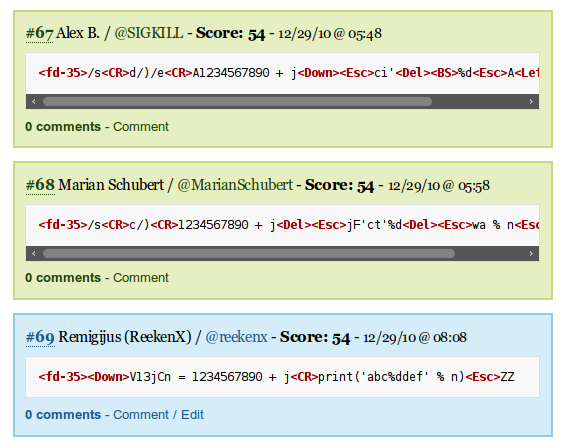 #67 Alex B. / @SIGKILL - Score: 54 - 12/29/10 @ 05:48
<fd-35>/s<CR>d/)/e<CR>A1234567890 + j<Down><Esc>ci'<Del><BS>%d<Esc>A<Lef
0 comments - Comment
#68 Marian Schubert / @MarianSchubert - Score: 54 - 12/29/10 @ 05:58
<fd-35>/s<CR>c/)<CR>1234567890 + j<Del><Esc>jF'ct'%d<Del><Esc>wa % n<Esc
0 comments - Comment
#69 Remigijus (ReekenX) / @reekenx - Score: 54 - 12/29/10 @ 08:08
<fd-35><Down>Vl3jCn = 1234567890 + j<CR>print('abc%ddef' % n)<Esc>ZZ
0 comments - Comment / Edit